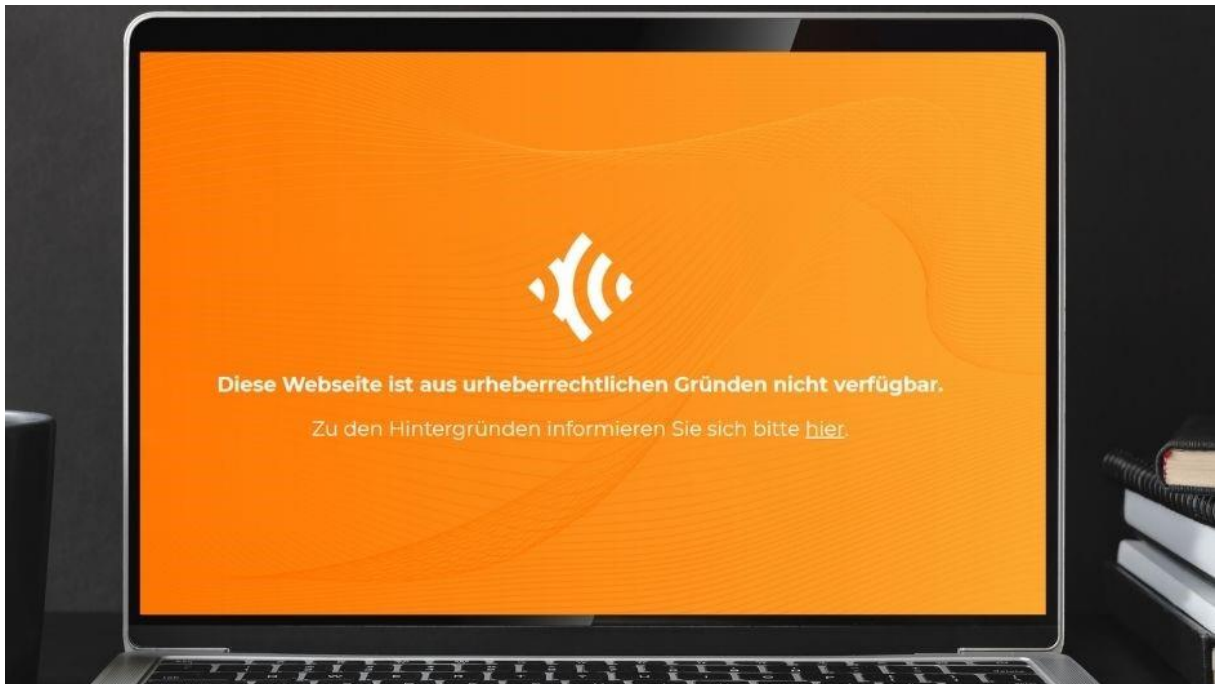 Diese Webseite ist aus urheberrechtlichen Gründen nicht verfügbar.
Zu den Hintergründen informieren Sie sich bitte hier.